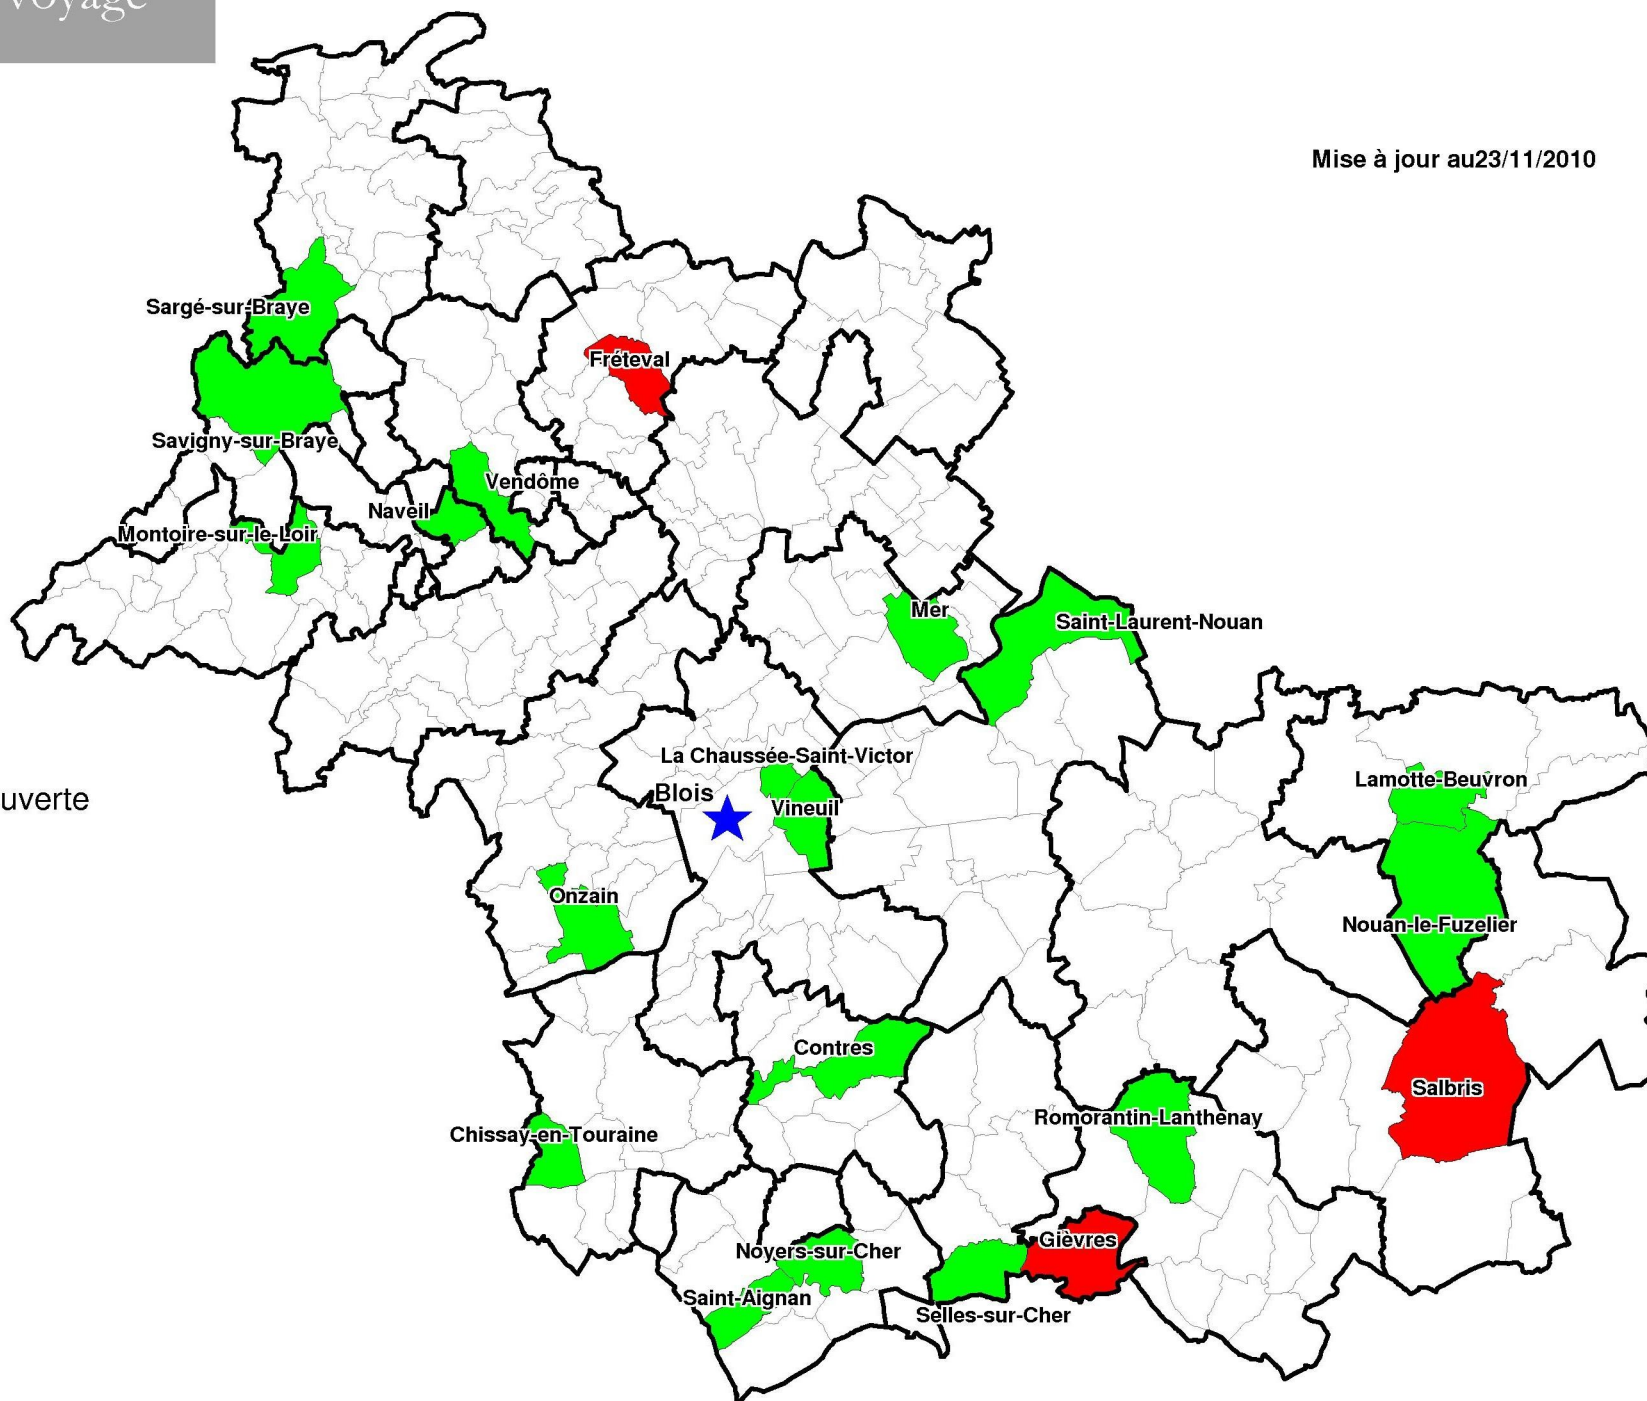 voyage
Mise à jour au23/11/2010
Sargé-sur-Braye
Fréteval
Savigny-sur-Braye
Vendôme
Naveil
Montoire-sur-le-Loir
Mer
Saint-Laurent-Nouan
La Chaussée-Saint-Victor
Lamotte-Beuvron
Blois
uverte
Vineuil
Onzain
Nouan-le-Fuzelier
Contres
Salbris
Romorantin-Lanthenay
Chissay-en-Touraine
Gièvres
Noyers-sur-Cher
Saint-Aignan
Selles-sur-Cher